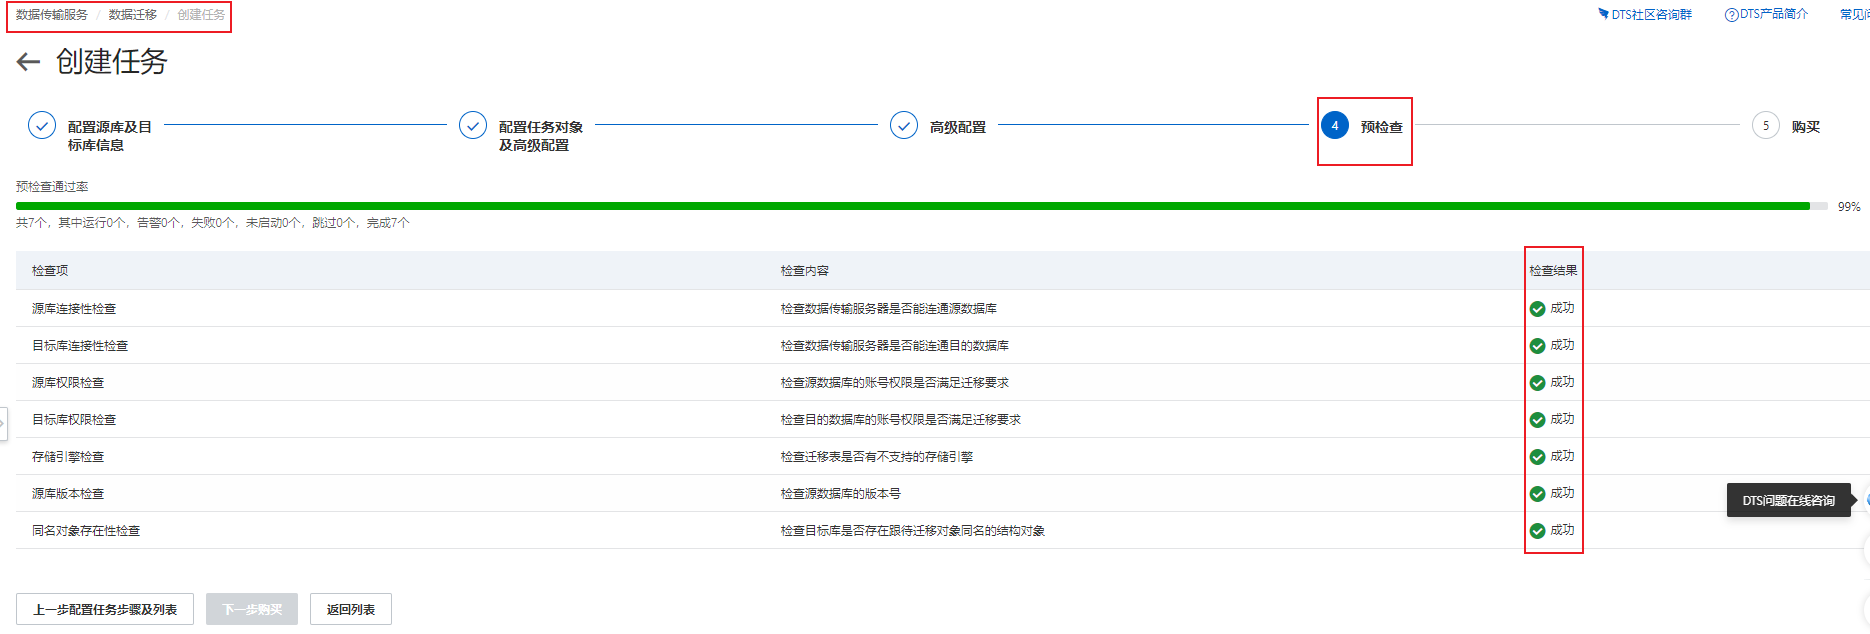 数据传输服务 / 数据迁移 / 创建任务
DTS社区咨询群
DTS产品简介
常见问
创建任务
配置源库及目
标库信息
配置任务对象
及高级配置
高级配置
4 预检查
5 购买
预检查通过率
99%
共7个，其中运行0个，告警0个，失败0个，未启动0个，跳过0个，完成7个
检查项 检查内容 检查结果
源库连接性检查 检查数据传输服务器是否能连通源数据库 成功
目标库连接性检查 检查数据传输服务器是否能连通目的数据库 成功
源库权限检查 检查源数据库的账号权限是否满足迁移要求 成功
目标库权限检查 检查目的数据库的账号权限是否满足迁移要求 成功
存储引擎检查 检查迁移表是否有不支持的存储引擎 成功
源库版本检查 检查源数据库的版本号 成功
DTS问题在线咨询
同名对象存在性检查 检查目标库是否存在跟待迁移对象同名的结构对象 成功
上一步配置任务步骤及列表 下一步购买 返回列表